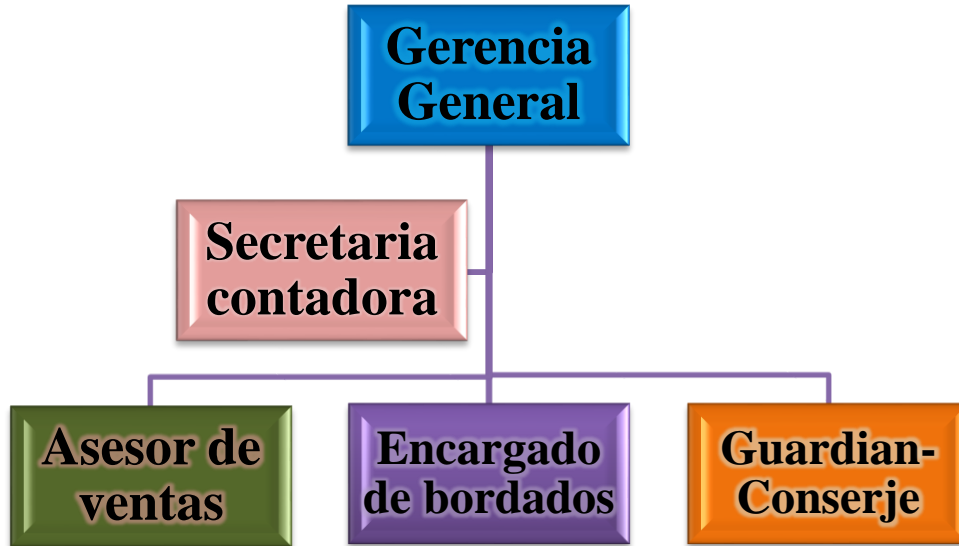 Gerencia
General
Secretaria
contadora
Asesor de
ventas
Encargado
de bordados
Guardian-
Conserje